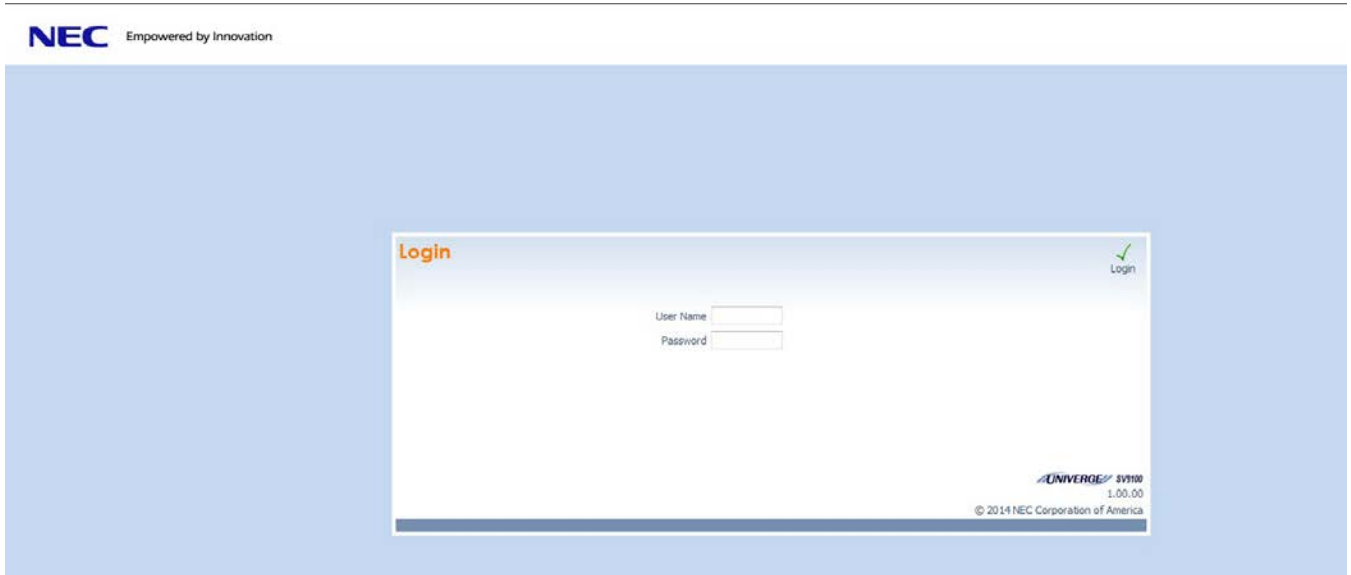 NEC Empowered by Innovation
Login
Login
User Name
Password
UNIVERGE SV9100
1.00.00
© 2014 NEC Corporation of America